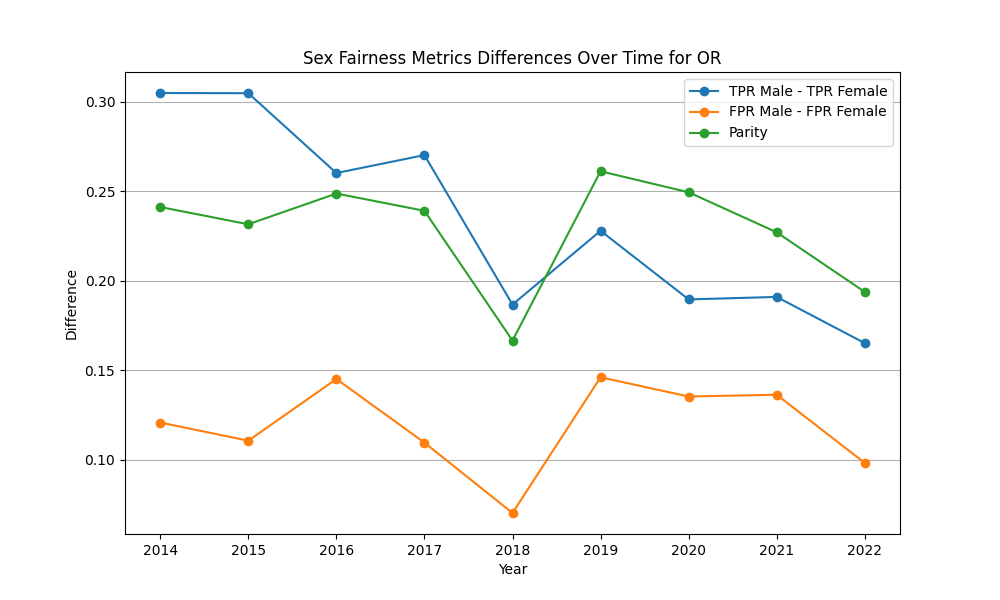 Sex Fairness Metrics Differences Over Time for OR
TPR Male - TPR Female
FPR Male - FPR Female
Parity
Difference
0.30
0.25
0.20
0.15
0.10
2014 2015 2016 2017 2018 2019 2020 2021 2022
Year